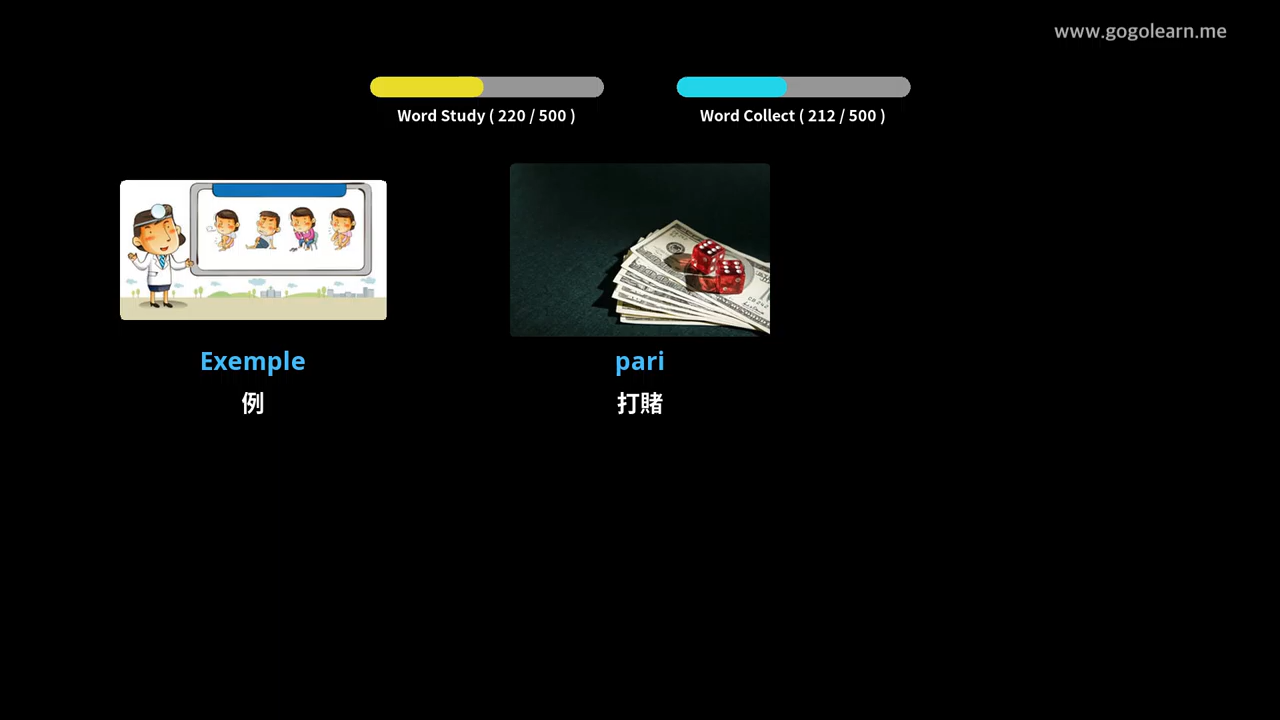 www.gogolearn.me
Word Study ( 220 / 500 )
Word Collect ( 212 / 500 )
Exemple
例
pari
打賭